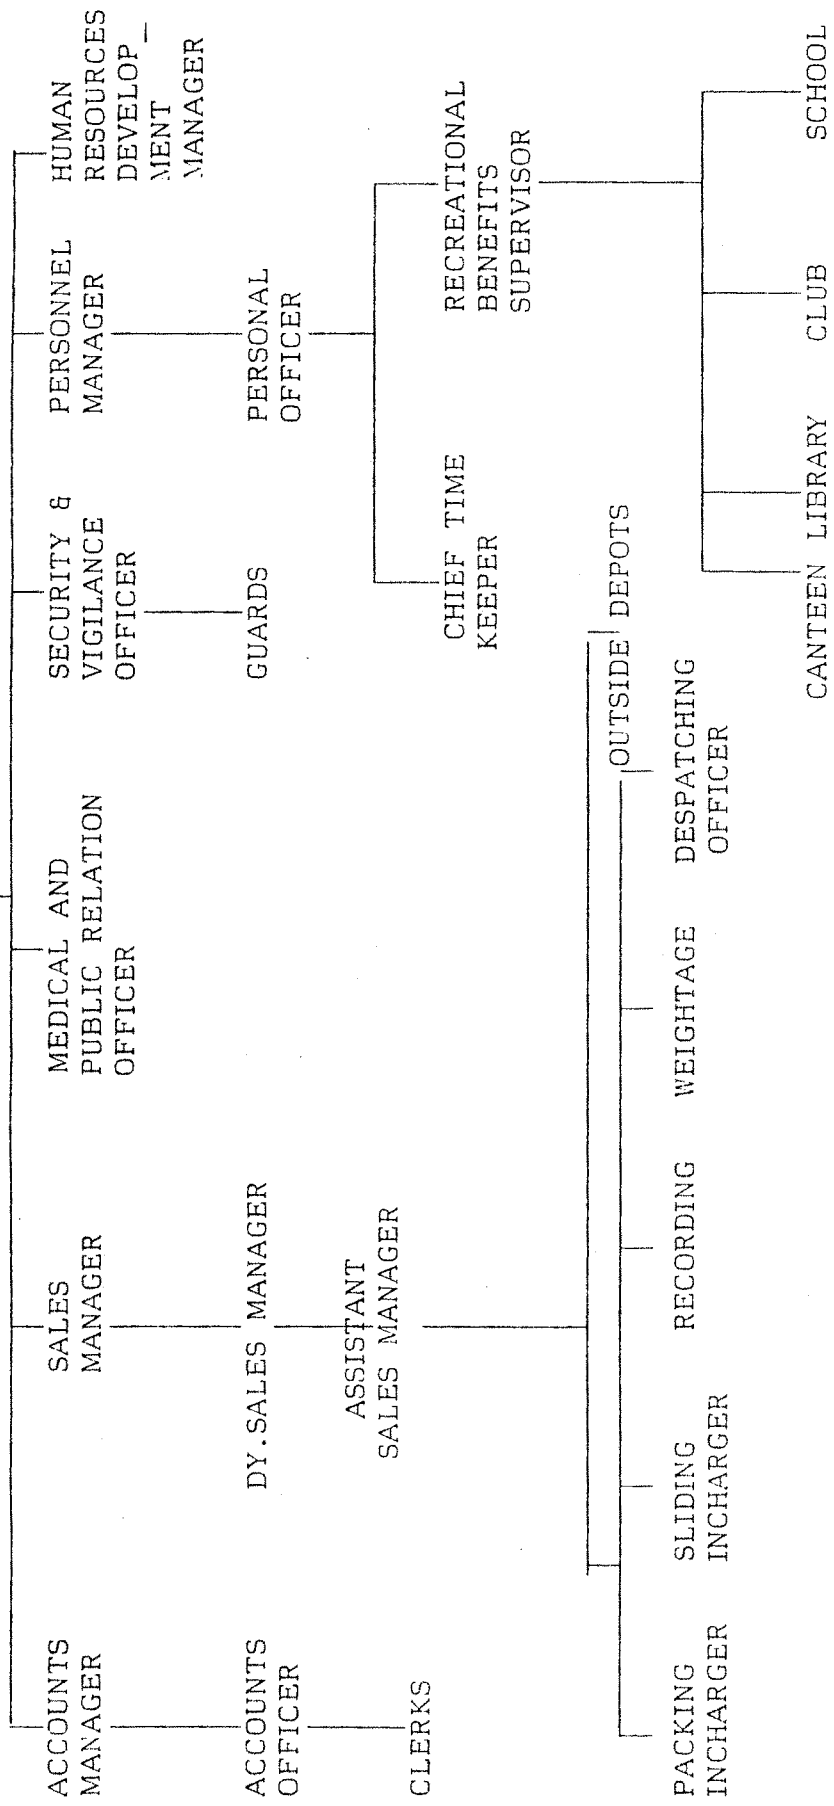 ACCOUNTS
MANAGER
SALES
MANAGER
MEDICAL AND
PUBLIC RELATION
OFFICER
SECURITY &
VIGILANCE
OFFICER
PERSONNEL
MANAGER
HUMAN
RESOURCES
DEVELOP_
MENT
MANAGER
ACCOUNTS
OFFICER
DY.SALES MANAGER
GUARDS
PERSONAL
OFFICER
CLERKS
ASSISTANT
SALES MANAGER
CHIEF TIME
KEEPER
RECREATIONAL
BENEFITS
SUPERVISOR
OUTSIDE DEPOTS
PACKING
INCHARGER
SLIDING
INCHARGER
RECORDING
WEIGHTAGE
DESPATCHING
OFFICER
CANTEEN LIBRARY CLUB SCHOOL